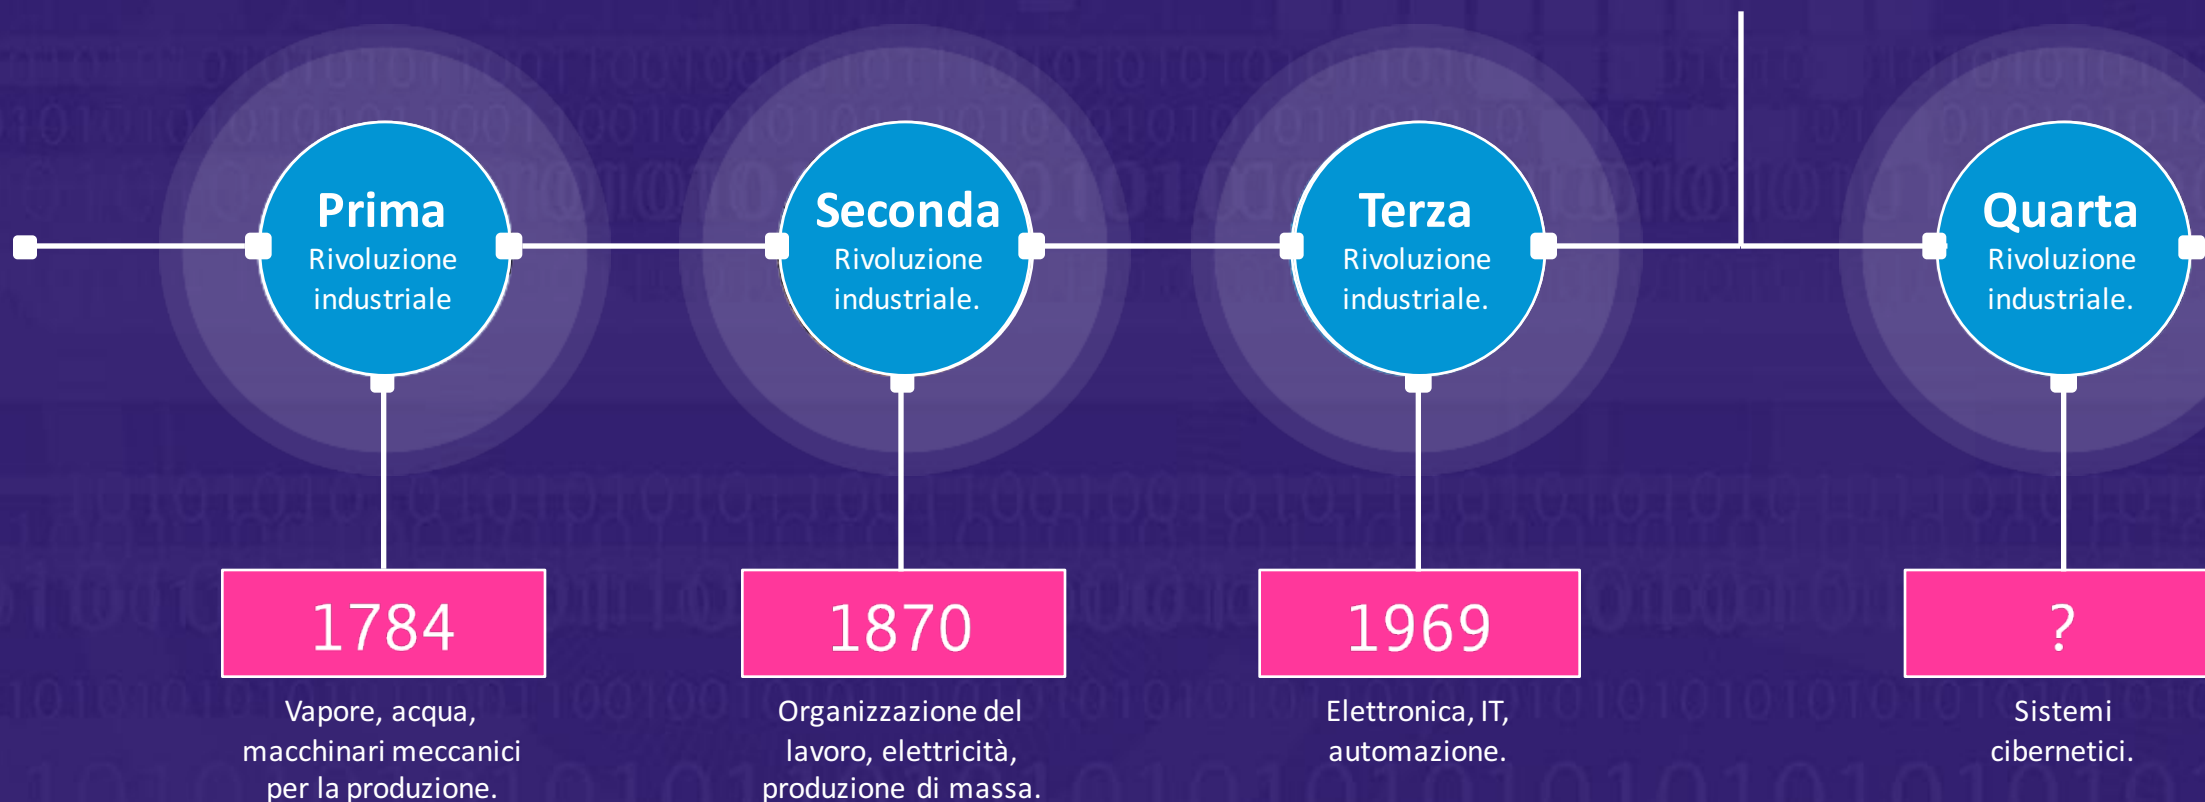 Prima
Rivoluzione
industriale
Seconda
Rivoluzione
industriale.
Terza
Rivoluzione
industriale.
Quarta
Rivoluzione
industriale.
1784
Vapore, acqua,
macchinari meccanici
per la produzione.
1870
Organizzazione del
lavoro, elettricità,
produzione di massa.
1969
Elettronica, IT,
automazione.
?
Sistemi
cibernetici.